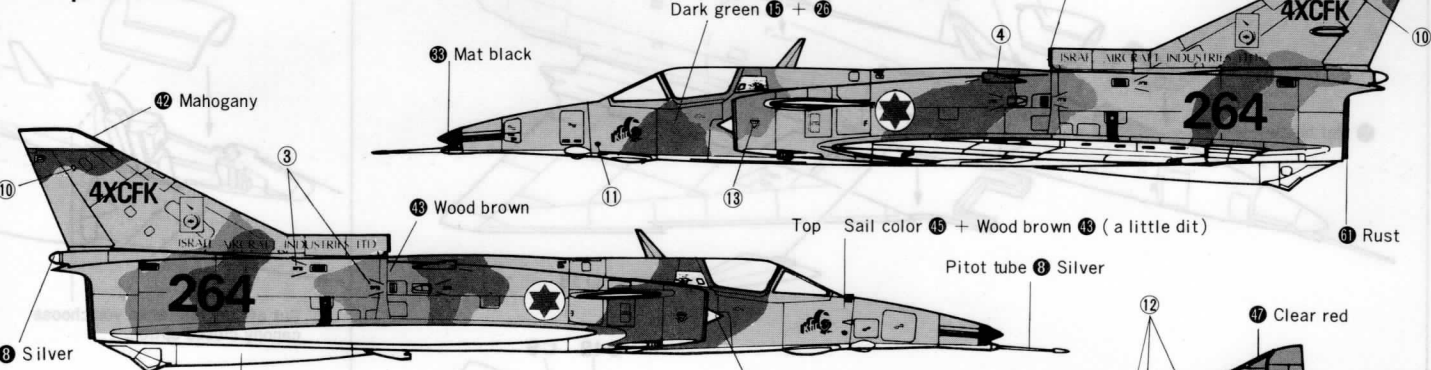 Dark green ⓯ + ㉖
4XCFK
⑩
㉝ Mat black
④
ISRAEL AIRCRAFT INDUSTRIES LTD
㊷ Mahogany
264
③
⑩
4XCFK
⑪
⑬
㊸ Wood brown
Top Sail color ㊺ + Wood brown ㊸ ( a little dit)
61 Rust
ISRAEL AIRCRAFT INDUSTRIES LTD
Pitot tube ❽ Silver
264
⑫
㊼ Clear red
❽ Silver